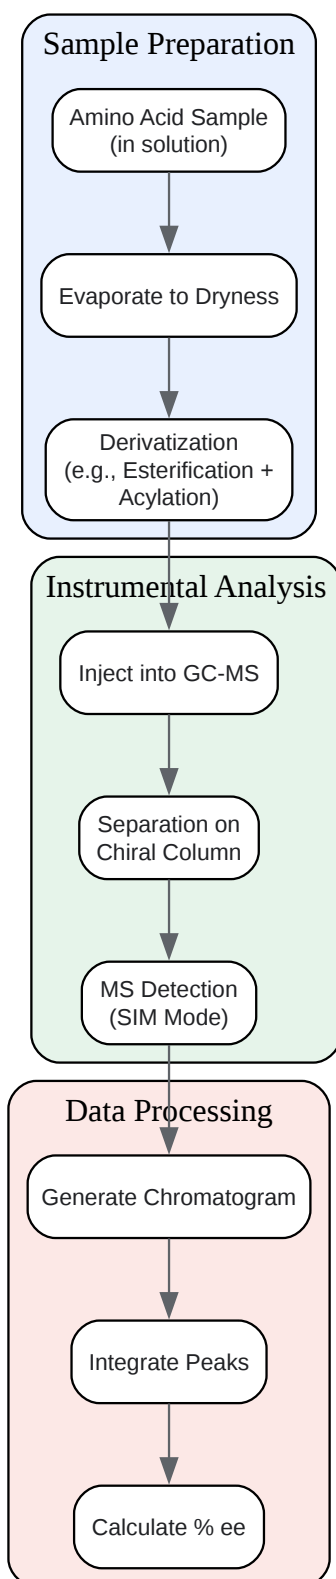 Sample Preparation
Amino Acid Sample
(in solution)
Evaporate to Dryness
Derivatization
(e.g., Esterification +
Acylation)
Instrumental Analysis
Inject into GC-MS
Separation on
Chiral Column
MS Detection
(SIM Mode)
Data Processing
Generate Chromatogram
Integrate Peaks
Calculate % ee